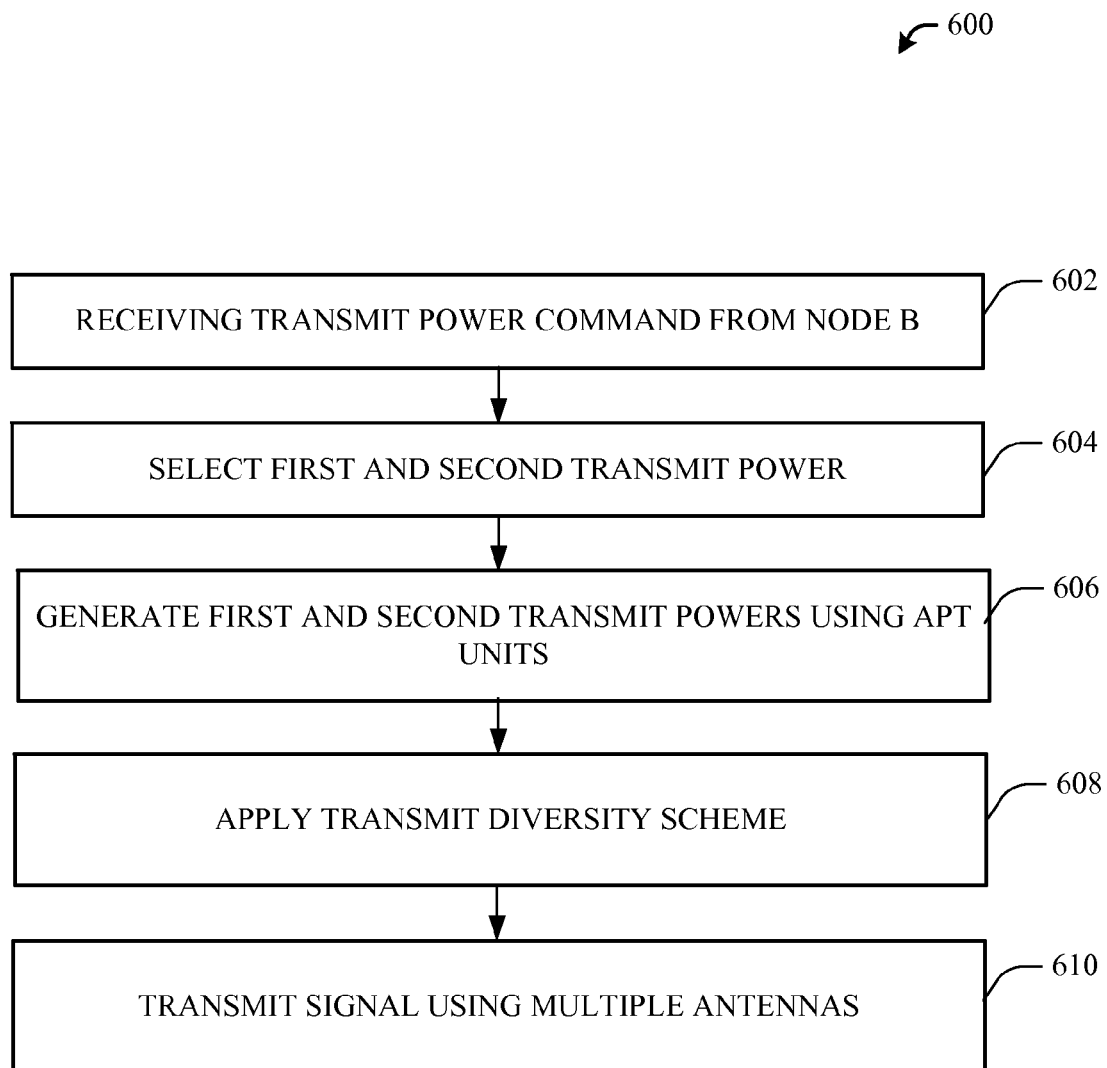 600
RECEIVING TRANSMIT POWER COMMAND FROM NODE B
602
SELECT FIRST AND SECOND TRANSMIT POWER
604
GENERATE FIRST AND SECOND TRANSMIT POWERS USING APT
UNITS
606
APPLY TRANSMIT DIVERSITY SCHEME
608
TRANSMIT SIGNAL USING MULTIPLE ANTENNAS
610